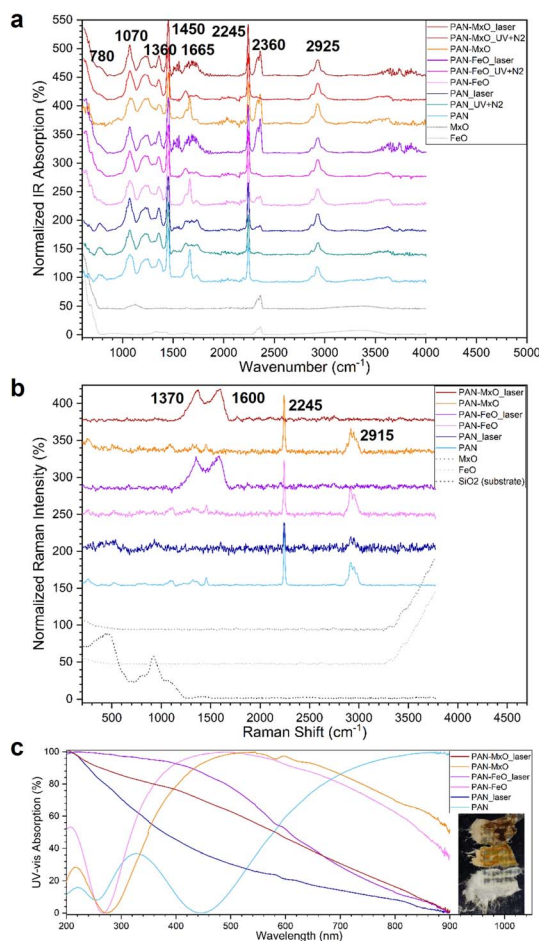 a
780
1070
1360
1450
1665
2245
2360
2925
PAN-MxO_laser
PAN-MxO_UV+N2
PAN-MxO
PAN-FeO_laser
PAN-FeO_UV+N2
PAN-FeO
PAN_laser
PAN_UV+N2
PAN
MxO
FeO
Normalized IR Absorption (%)
550
500
450
400
350
300
250
200
150
100
50
0
1000 1500 2000 2500 3000 3500 4000 4500 5000
Wavenumber (cm-1)
b
1370
1600
2245
2915
PAN-MxO_laser
PAN-MxO
PAN-FeO_laser
PAN-FeO
PAN_laser
PAN
MxO
FeO
SiO2 (substrate)
Normalized Raman Intensity (%)
400
350
300
250
200
150
100
50
0
500 1000 1500 2000 2500 3000 3500 4000 4500
Raman Shift (cm-1)
c
PAN-MxO_laser
PAN-MxO
PAN-FeO_laser
PAN-FeO
PAN_laser
PAN
UV-vis Absorption (%)
100
80
60
40
20
0
200 300 400 500 600 700 800 900 1000
Wavelength (nm)